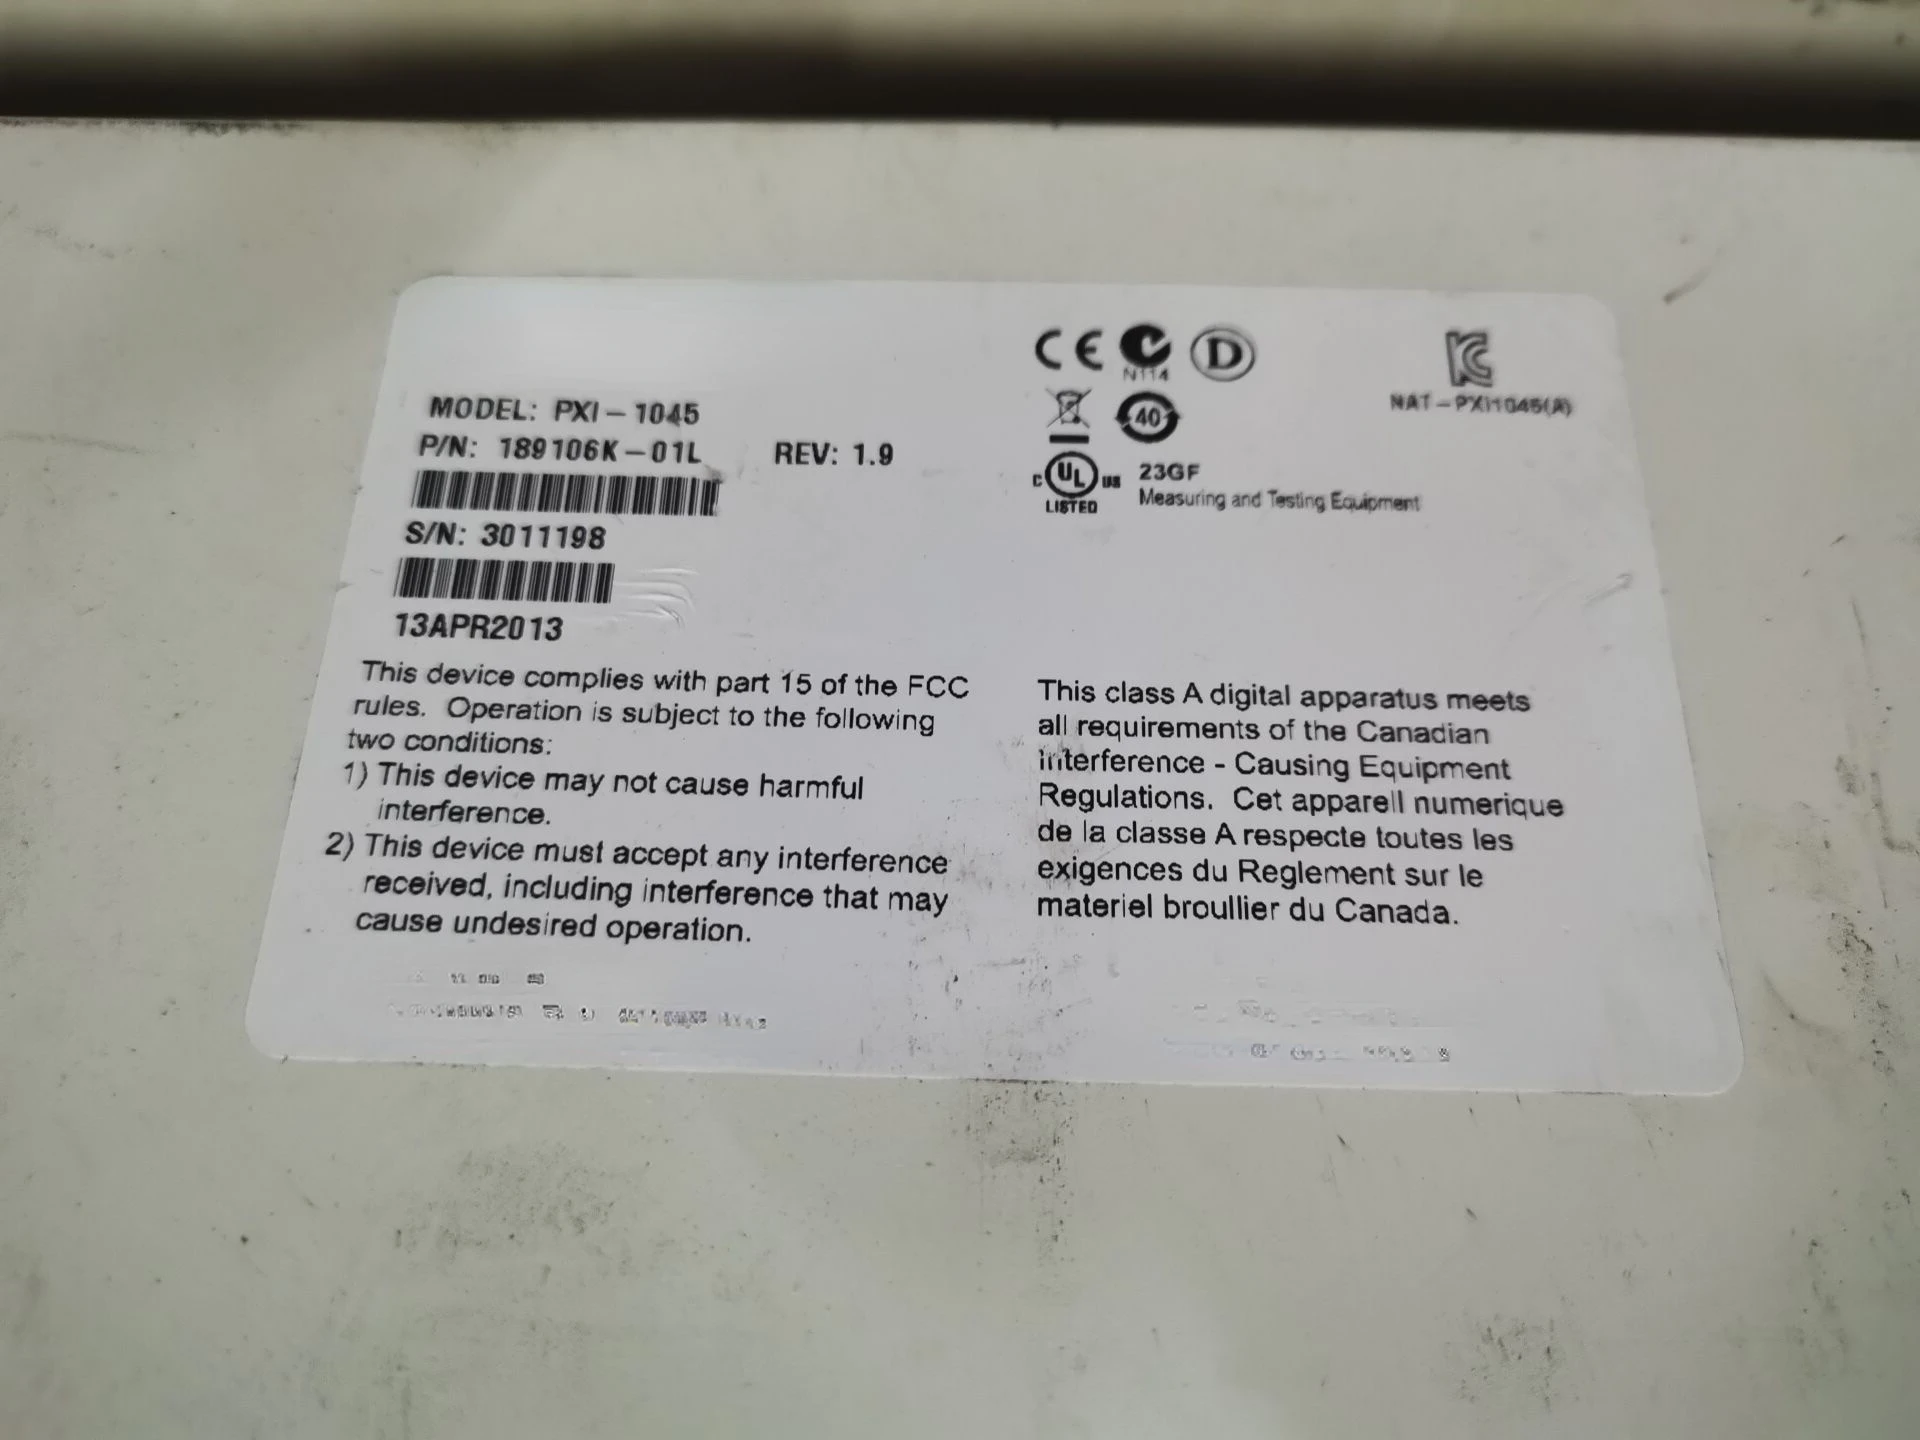 MODEL: PXI-1045
P/N: 189106K-01L REV: 1.9
S/N: 3011198
13APR2013
CE
N114
D
40
C UL US
LISTED
23GF
Measuring and Testing Equipment
KC
NAT-PXI1045(A)
This device complies with part 15 of the FCC
rules. Operation is subject to the following
two conditions:
1) This device may not cause harmful
interference.
2) This device must accept any interference
received, including interference that may
cause undesired operation.
This class A digital apparatus meets
all requirements of the Canadian
Interference - Causing Equipment
Regulations. Cet apparell numerique
de la classe A respecte toutes les
exigences du Reglement sur le
materiel broullier du Canada.